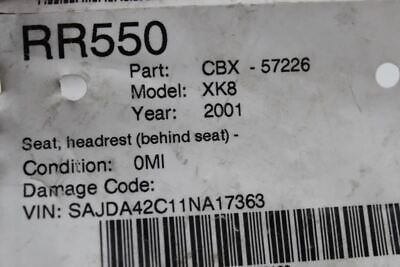 RR550
Part: CBX - 57226
Model: XK8
Year: 2001
Seat, headrest (behind seat) -
Condition: 0MI
Damage Code:
VIN: SAJDA42C11NA17363